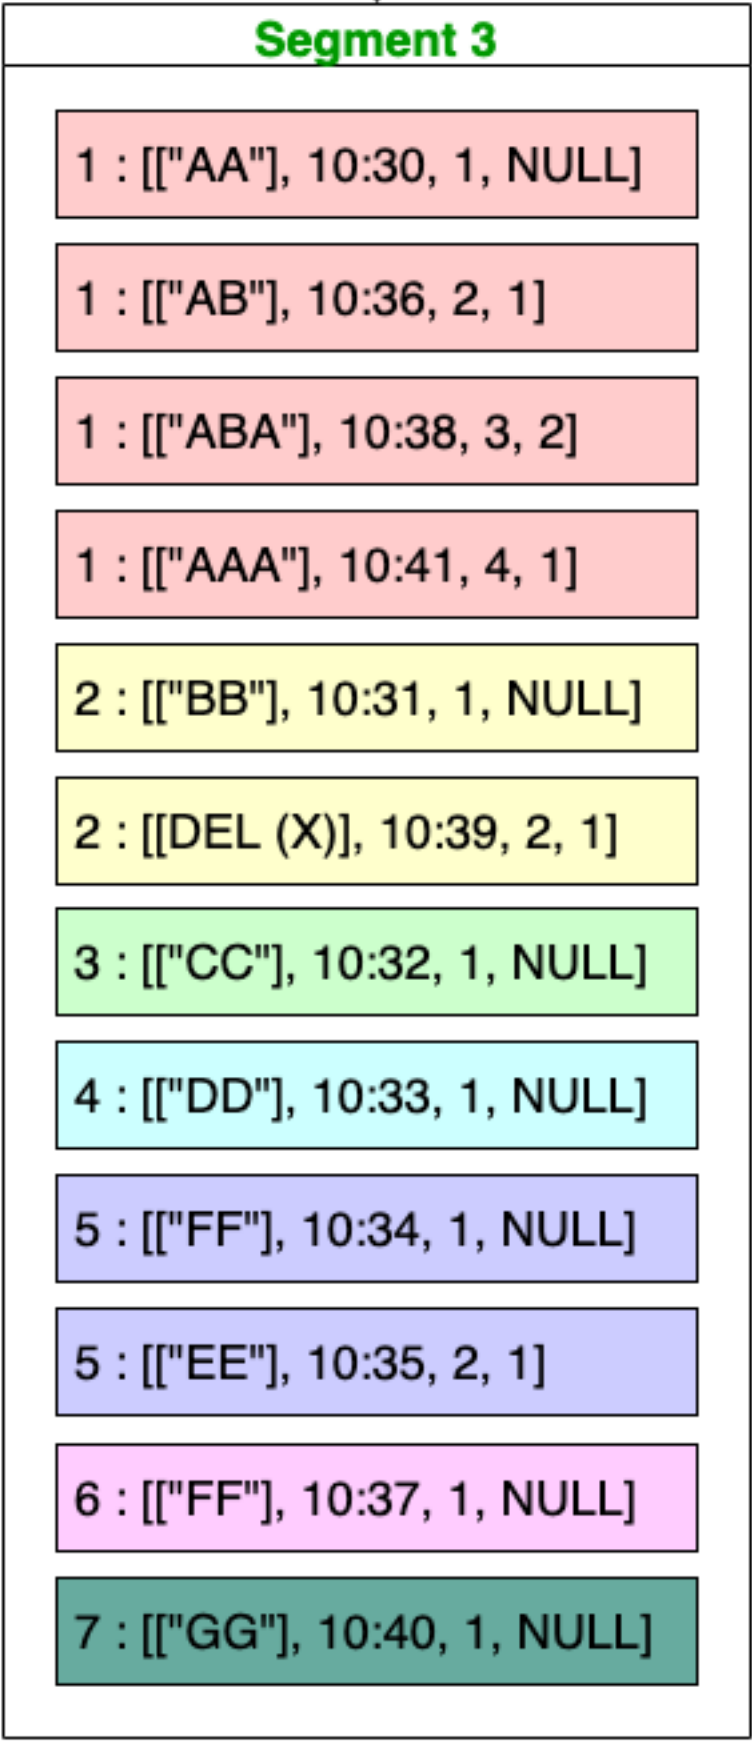 Segment 3
1 : [["AA"], 10:30, 1, NULL]
1 : [["AB"], 10:36, 2, 1]
1 : [["ABA"], 10:38, 3, 2]
1 : [["AAA"], 10:41, 4, 1]
2 : [["BB"], 10:31, 1, NULL]
2 : [[DEL (X)], 10:39, 2, 1]
3 : [["CC"], 10:32, 1, NULL]
4 : [["DD"], 10:33, 1, NULL]
5 : [["FF"], 10:34, 1, NULL]
5 : [["EE"], 10:35, 2, 1]
6 : [["FF"], 10:37, 1, NULL]
7 : [["GG"], 10:40, 1, NULL]